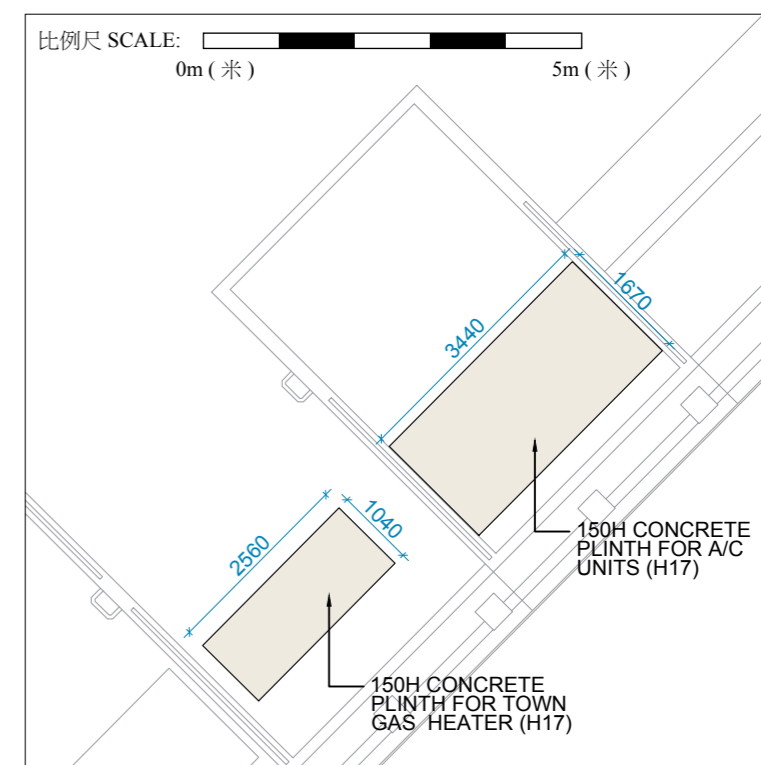 比例尺 SCALE:
0m ( 米 )
5m ( 米 )
1670
3440
150H CONCRETE
PLINTH FOR A/C
UNITS (H17)
1040
2560
150H CONCRETE
PLINTH FOR TOWN
GAS HEATER (H17)